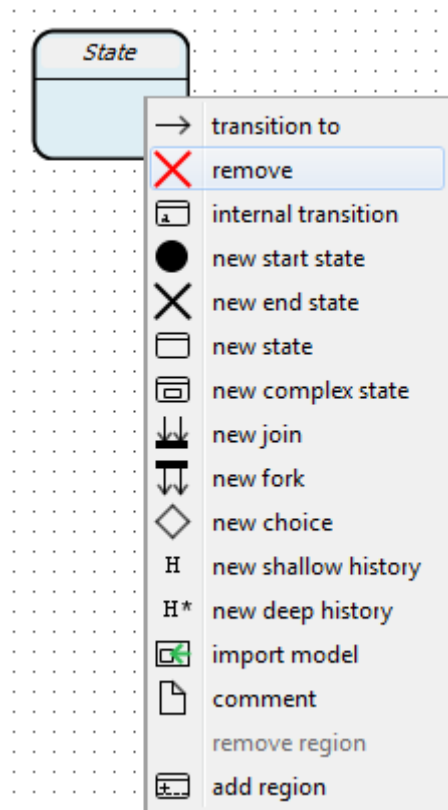 State
transition to
remove
internal transition
new start state
new end state
new state
new complex state
new join
new fork
new choice
H new shallow history
H* new deep history
import model
comment
remove region
add region